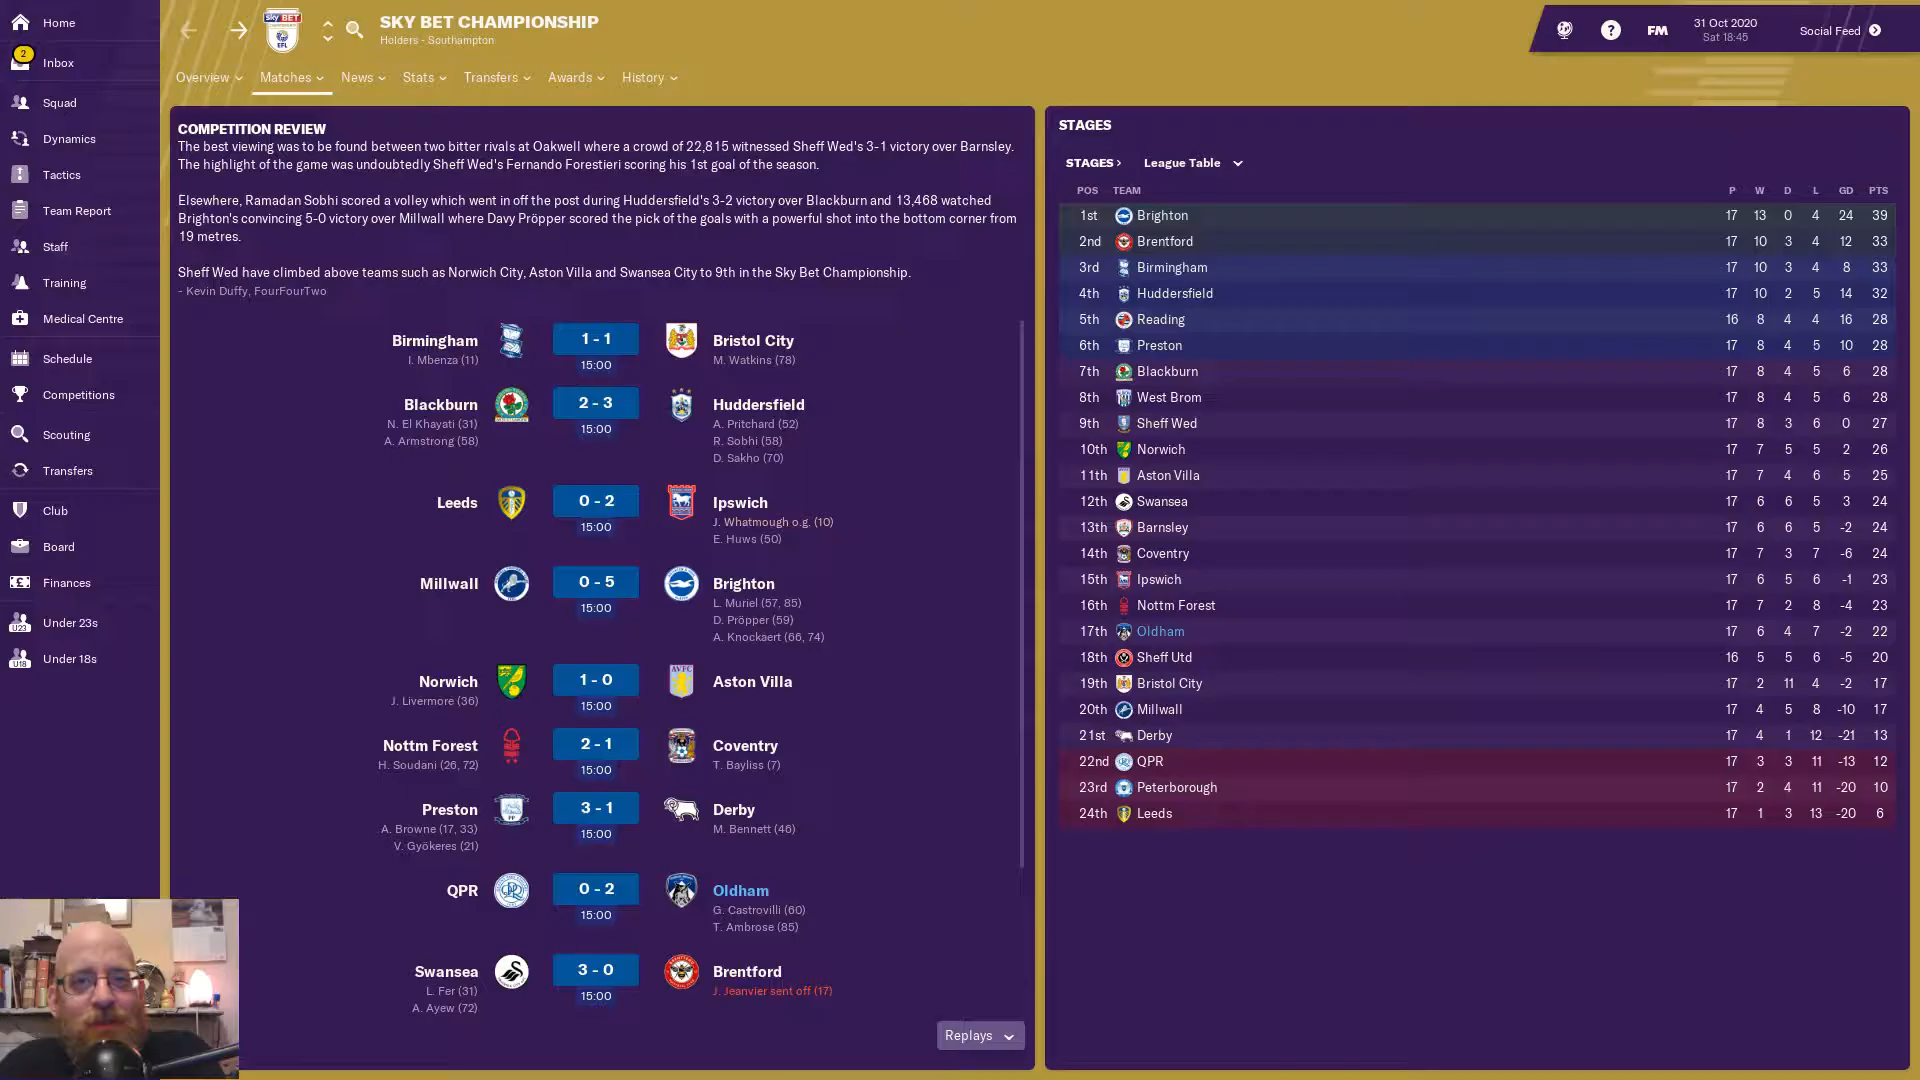 Home
2
Inbox
Squad
Dynamics
Tactics
Team Report
Staff
Training
Medical Centre
Schedule
Competitions
Scouting
Transfers
Club
Board
Finances
U23
Under 23s
U18
Under 18s
sky BET
EFL
SKY BET CHAMPIONSHIP
Holders - Southampton
Overview
Matches
News
Stats
Transfers
Awards
History
?
FM
31 Oct 2020
Sat 18:45
Social Feed
COMPETITION REVIEW
The best viewing was to be found between two bitter rivals at Oakwell where a crowd of 22,815 witnessed Sheff Wed's 3-1 victory over Barnsley.
The highlight of the game was undoubtedly Sheff Wed's Fernando Forestieri scoring his 1st goal of the season.
Elsewhere, Ramadan Sobhi scored a volley which went in off the post during Huddersfield's 3-2 victory over Blackburn and 13,468 watched
Brighton's convincing 5-0 victory over Millwall where Davy Pröpper scored the pick of the goals with a powerful shot into the bottom corner from
19 metres.
Sheff Wed have climbed above teams such as Norwich City, Aston Villa and Swansea City to 9th in the Sky Bet Championship.
- Kevin Duffy, FourFourTwo
Birmingham 1 - 1 Bristol City
I. Mbenza (11) 15:00 M. Watkins (78)
Blackburn 2 - 3 Huddersfield
N. El Khayati (31) 15:00 A. Pritchard (52)
A. Armstrong (58) R. Sobhi (58)
D. Sakho (70)
Leeds 0 - 2 Ipswich
15:00 J. Whatmough o.g. (10)
E. Huws (50)
Millwall 0 - 5 Brighton
15:00 L. Muriel (57, 85)
D. Pröpper (59)
A. Knockaert (66, 74)
Norwich 1 - 0 AVFC Aston Villa
J. Livermore (36) 15:00
Nottm Forest 2 - 1 Coventry
H. Soudani (26, 72) 15:00 T. Bayliss (7)
Preston PP 3 - 1 Derby
A. Browne (17, 33) 15:00 M. Bennett (46)
V. Gyökeres (21)
QPR 0 - 2 Oldham
15:00 G. Castrovilli (60)
T. Ambrose (85)
Swansea 3 - 0 Brentford
L. Fer (31) 15:00 J. Jeanvier sent off (17)
A. Ayew (72)
Replays
STAGES
STAGES › League Table
POS TEAM P W D L GD PTS
1st Brighton 17 13 0 4 24 39
2nd Brentford 17 10 3 4 12 33
3rd Birmingham 17 10 3 4 8 33
4th Huddersfield 17 10 2 5 14 32
5th Reading 16 8 4 4 16 28
6th Preston 17 8 4 5 10 28
7th Blackburn 17 8 4 5 6 28
8th West Brom 17 8 4 5 6 28
9th Sheff Wed 17 8 3 6 0 27
10th Norwich 17 7 5 5 2 26
11th Aston Villa 17 7 4 6 5 25
12th Swansea 17 6 6 5 3 24
13th Barnsley 17 6 6 5 -2 24
14th Coventry 17 7 3 7 -6 24
15th Ipswich 17 6 5 6 -1 23
16th Nottm Forest 17 7 2 8 -4 23
17th Oldham 17 6 4 7 -2 22
18th Sheff Utd 16 5 5 6 -5 20
19th Bristol City 17 2 11 4 -2 17
20th Millwall 17 4 5 8 -10 17
21st Derby 17 4 1 12 -21 13
22nd QPR 17 3 3 11 -13 12
23rd Peterborough 17 2 4 11 -20 10
24th Leeds 17 1 3 13 -20 6